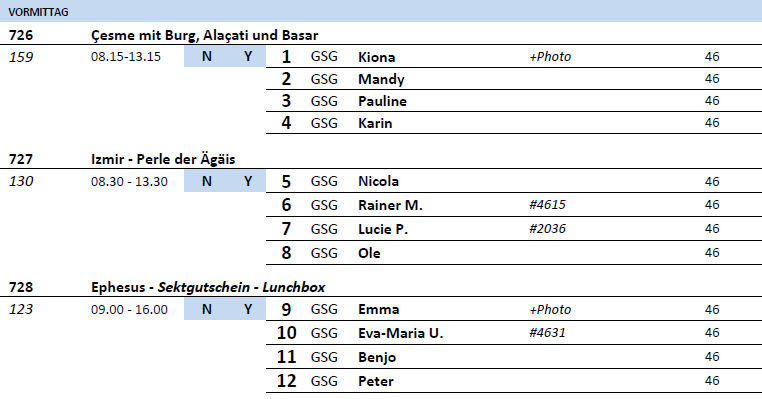 VORMITTAG
726 Çesme mit Burg, Alaçati und Basar
159 08.15-13.15 N Y 1 GSG Kiona +Photo 46
2 GSG Mandy 46
3 GSG Pauline 46
4 GSG Karin 46
727 Izmir - Perle der Ägäis
130 08.30 - 13.30 N Y 5 GSG Nicola 46
6 GSG Rainer M. #4615 46
7 GSG Lucie P. #2036 46
8 GSG Ole 46
728 Ephesus - Sektgutschein - Lunchbox
123 09.00 - 16.00 N Y 9 GSG Emma +Photo 46
10 GSG Eva-Maria U. #4631 46
11 GSG Benjo 46
12 GSG Peter 46